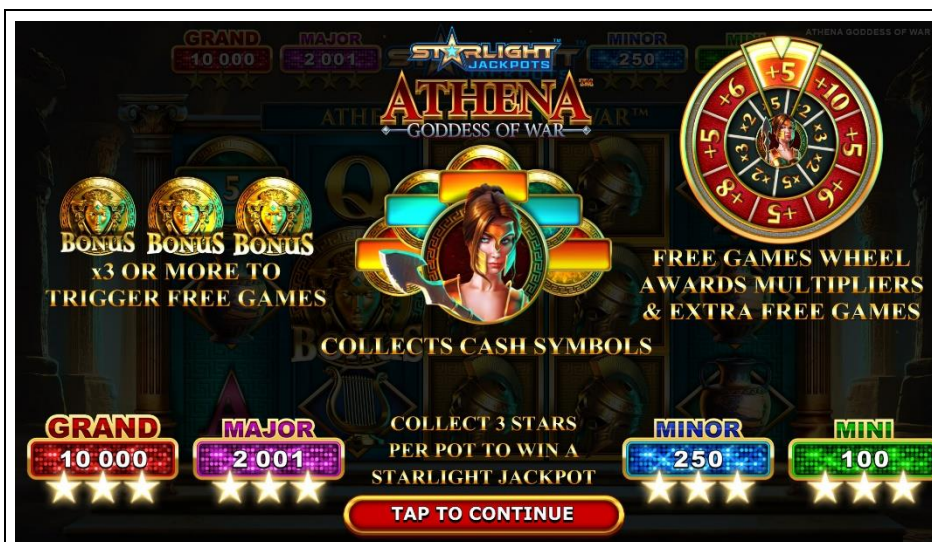 GRAND
10 000
MAJOR
2 001
MINOR
250
ATHENA GODDESS OF WAR
STARLIGHT™
JACKPOTS
ATHENA
GODDESS OF WAR™
+5
+10
+5
+6
+5
+8
+5
+6
BONUS BONUS BONUS
x3 OR MORE TO
TRIGGER FREE GAMES
FREE GAMES WHEEL
AWARDS MULTIPLIERS
& EXTRA FREE GAMES
COLLECTS CASH SYMBOLS
GRAND
10 000
MAJOR
2 001
COLLECT 3 STARS
PER POT TO WIN A
STARLIGHT JACKPOT
MINOR
250
MINI
100
TAP TO CONTINUE